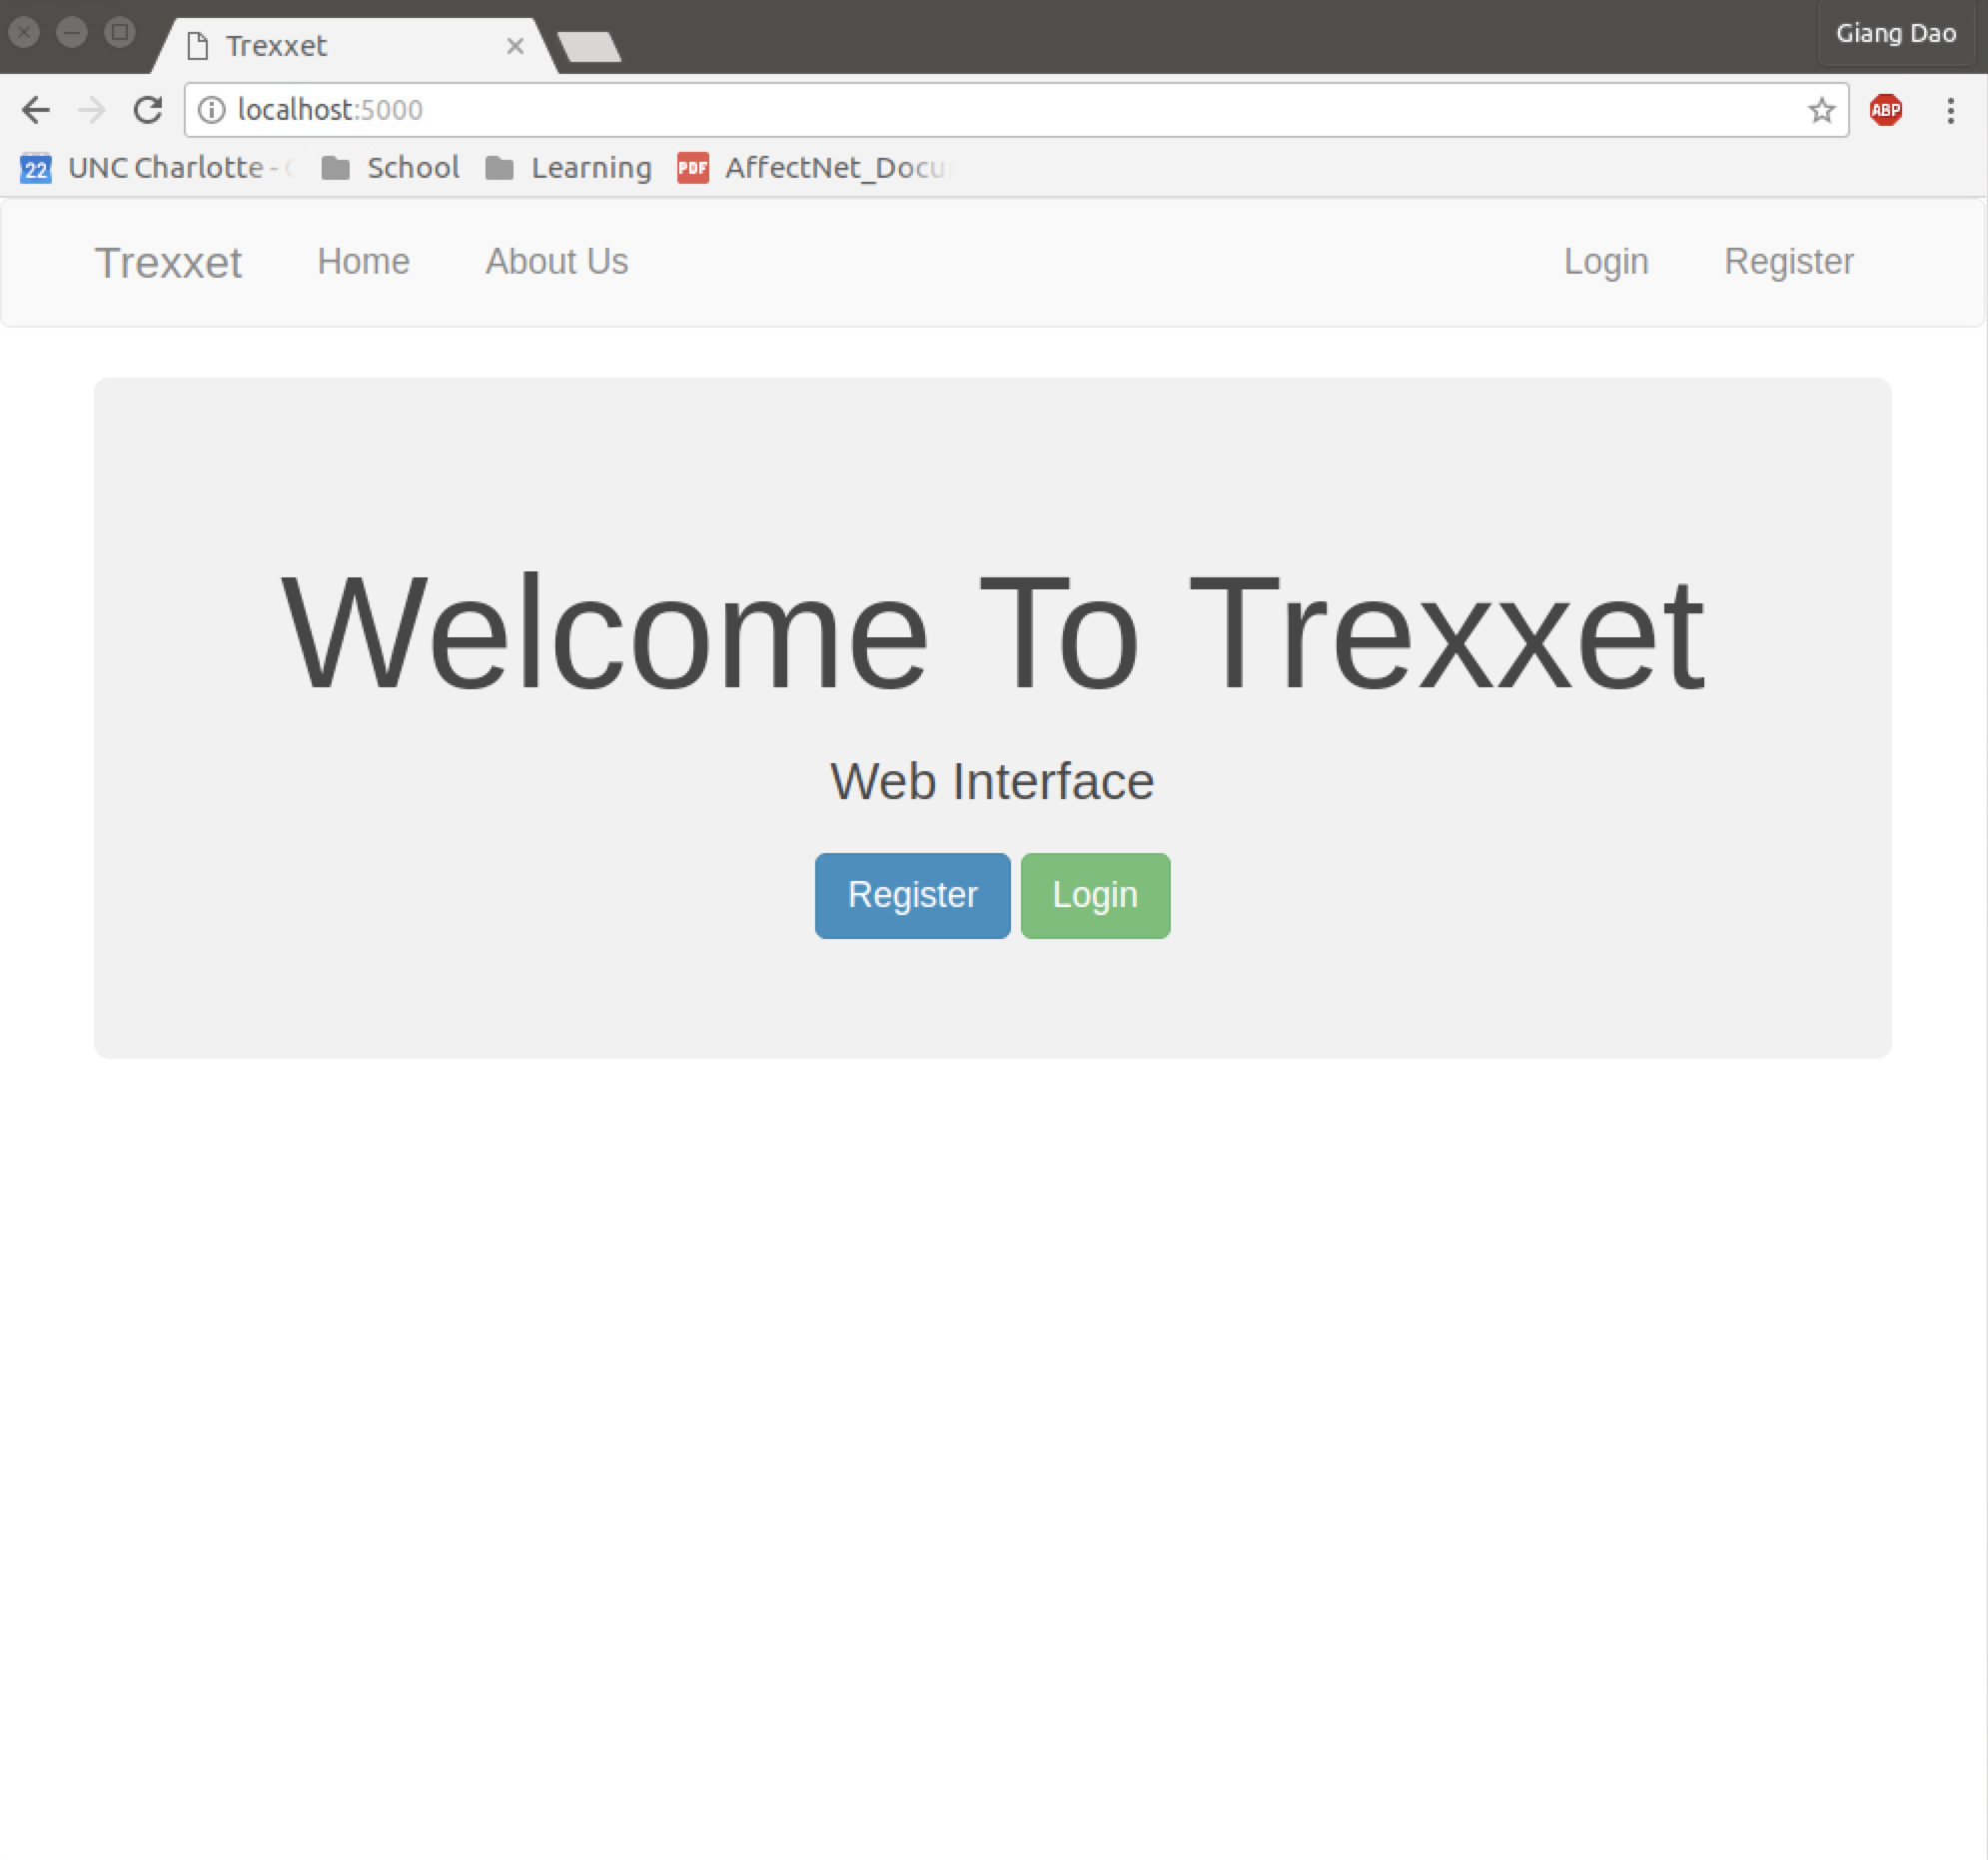 Trexxet
Giang Dao
localhost:5000
ABP
22 UNC Charlotte - School Learning PDF AffectNet_Docu
Trexxet Home About Us Login Register
Welcome To Trexxet
Web Interface
Register Login